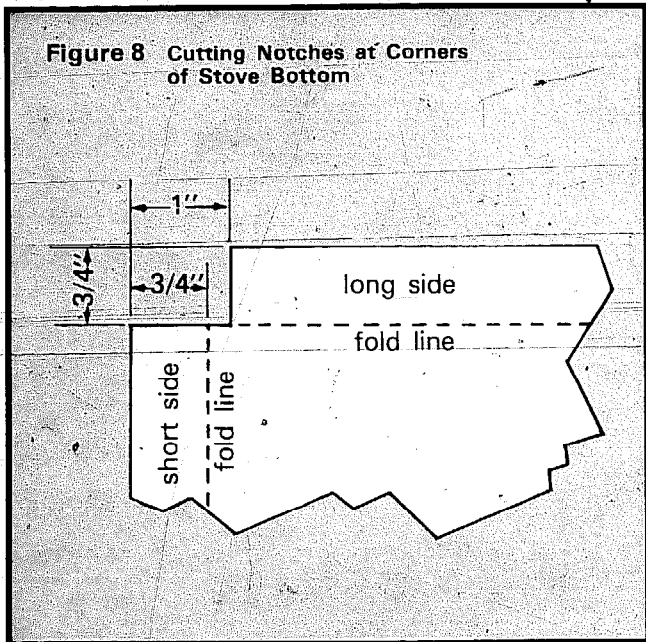 Figure 8 Cutting Notches at Corners
of Stove Bottom
1"
3/4"
3/4"
long side
fold line
short side
fold line